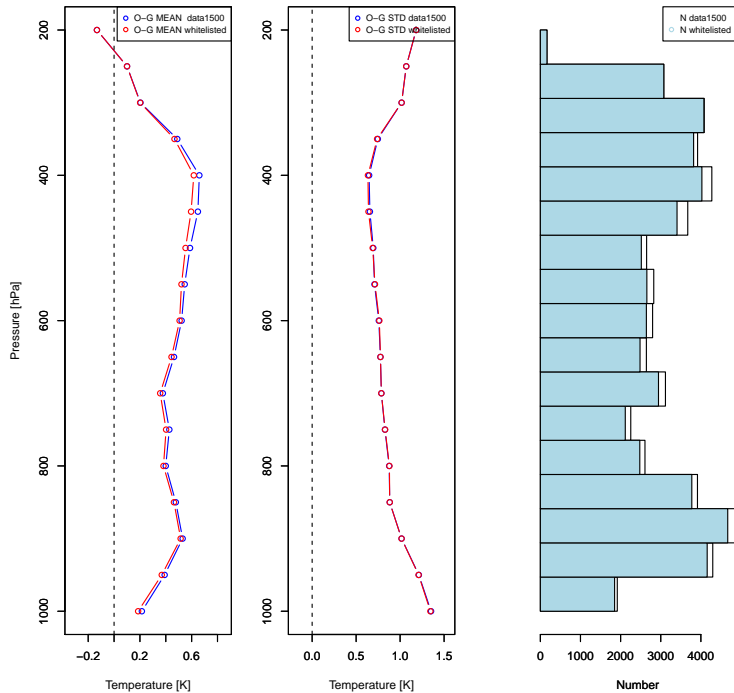 O−G MEAN data1500
O−G MEAN whitelisted
O−G STD data1500
O−G STD whitelisted
N data1500
N whitelisted
Pressure [hPa]
200
400
600
800
1000
−0.2
0.2
0.6
Temperature [K]
200
400
600
800
1000
0.0
0.5
1.0
1.5
Temperature [K]
0
1000
2000
3000
4000
Number